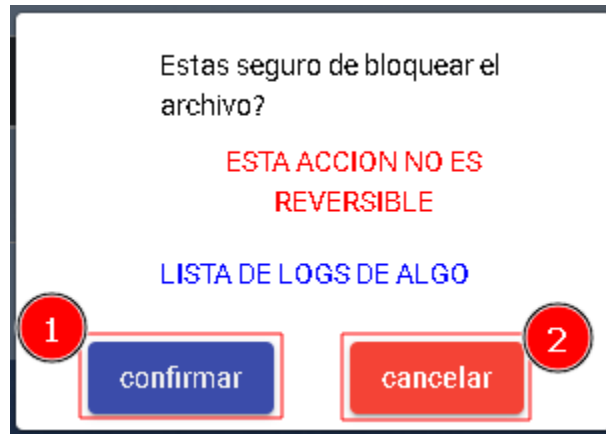 Estas seguro de bloquear el
archivo?
ESTA ACCION NO ES
REVERSIBLE
LISTA DE LOGS DE ALGO
1
2
confirmar
cancelar